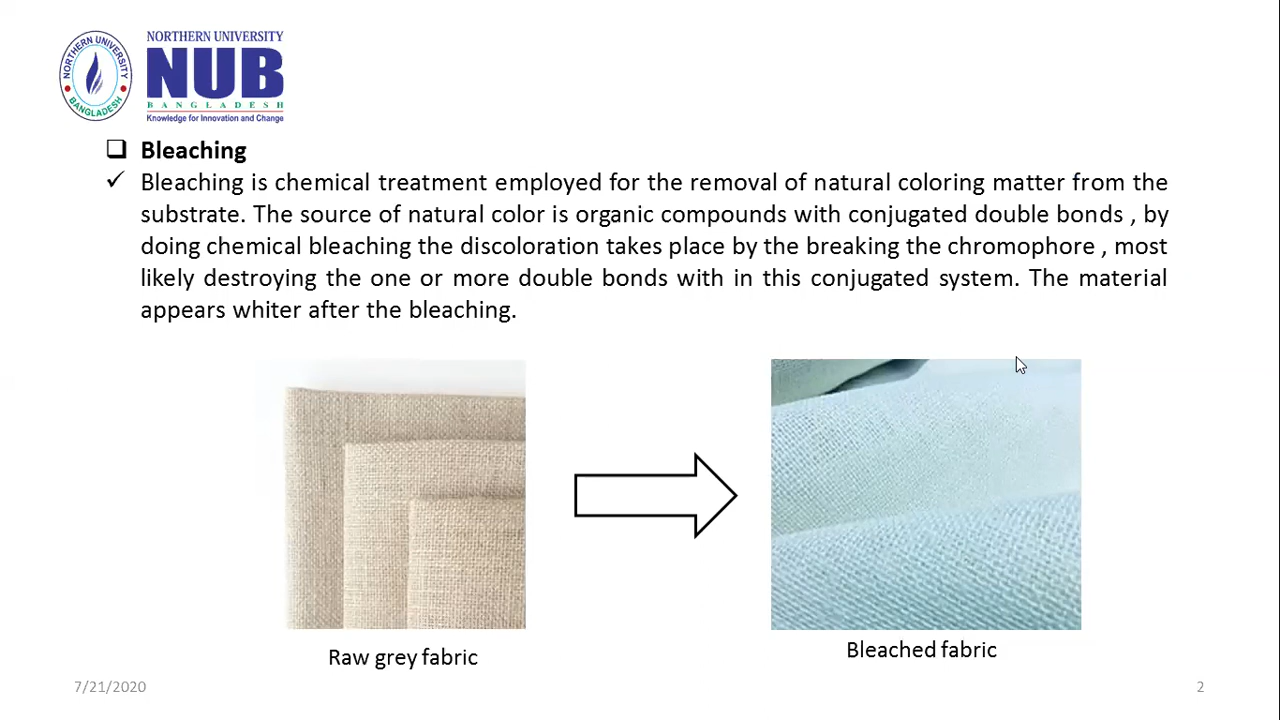 NORTHERN UNIVERSITY
BANGLADESH
NORTHERN UNIVERSITY
NUB
BANGLADESH
Knowledge for Innovation and Change
Bleaching
Bleaching is chemical treatment employed for the removal of natural coloring matter from the
substrate. The source of natural color is organic compounds with conjugated double bonds , by
doing chemical bleaching the discoloration takes place by the breaking the chromophore , most
likely destroying the one or more double bonds with in this conjugated system. The material
appears whiter after the bleaching.
Raw grey fabric
Bleached fabric
7/21/2020
2